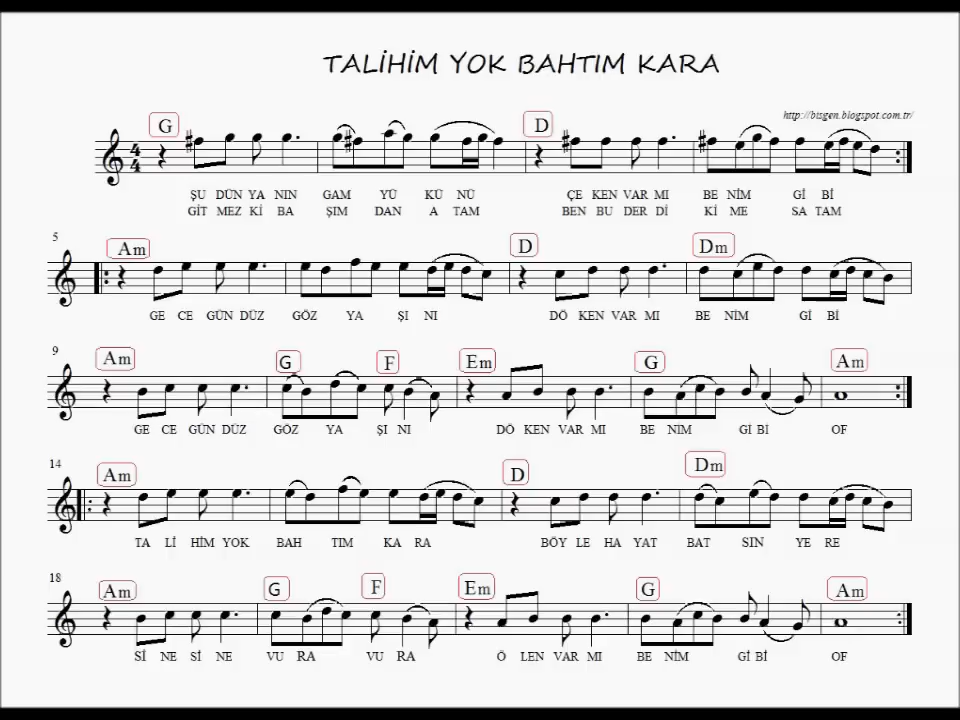 TALİHİM YOK BAHTIM KARA
http://btsgen.blogspot.com.tr/
G D
4 4
ŞU DÜN YA NIN GAM YÜ KÜ NÜ ÇE KEN VAR MI BE NİM Gİ Bİ
GİT MEZ Kİ BA ŞIM DAN A TAM BEN BU DER Dİ Kİ ME SA TAM
5
Am D Dm
GE CE GÜN DÜZ GÖZ YA ŞI NI DÖ KEN VAR MI BE NİM Gİ Bİ
9
Am G F Em G Am
GE CE GÜN DÜZ GÖZ YA ŞI NI DÖ KEN VAR MI BE NIM GİBİ OF
14
Am D Dm
TA Lİ HİM YOK BAH TIM KA RA BÖY LE HA YAT BAT SIN YE RE
18
Am G F Em G Am
Sİ NE Sİ NE VU RA VU RA Ö LEN VAR MI BE NİM GİBİ OF